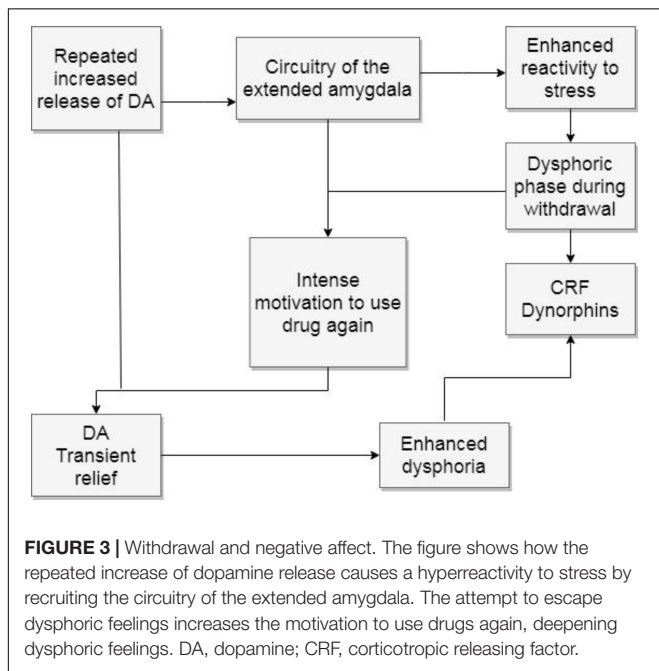 Repeated
increased
release of DA
Circuitry of the
extended amygdala
Enhanced
reactivity to
stress
Dysphoric
phase during
withdrawal
Intense
motivation to use
drug again
CRF
Dynorphins
DA
Transient
relief
Enhanced
dysphoria
FIGURE 3 | Withdrawal and negative affect. The figure shows how the
repeated increase of dopamine release causes a hyperreactivity to stress by
recruiting the circuitry of the extended amygdala. The attempt to escape
dysphoric feelings increases the motivation to use drugs again, deepening
dysphoric feelings. DA, dopamine; CRF, corticotropic releasing factor.